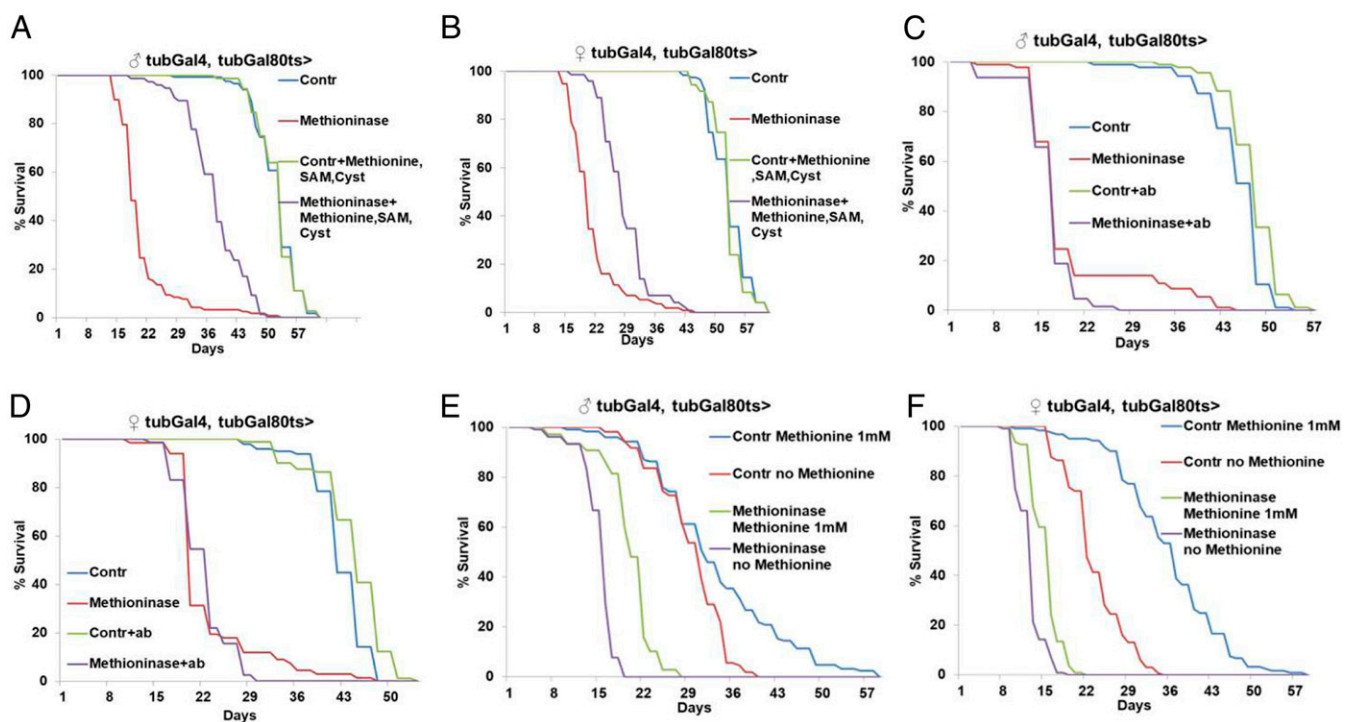 A
♂ tubGal4, tubGal80ts>
100
80
60
40
20
0
% Survival
1 8 15 22 29 36 43 50 57
Days
Contr
Methioninase
Contr+Methionine,
SAM,Cyst
Methioninase+
Methionine,SAM,
Cyst
B
♀ tubGal4, tubGal80ts>
100
80
60
40
20
0
% Survival
1 8 15 22 29 36 43 50 57
Days
Contr
Methioninase
Contr+Methionine
,SAM,Cyst
Methioninase+
Methionine,SAM,
Cyst
C
♂ tubGal4, tubGal80ts>
100
80
60
40
20
0
% Survival
1 8 15 22 29 36 43 50 57
Days
Contr
Methioninase
Contr+ab
Methioninase+ab
D
♀ tubGal4, tubGal80ts>
100
80
60
40
20
0
% Survival
1 8 15 22 29 36 43 50
Days
Contr
Methioninase
Contr+ab
Methioninase+ab
E
♂ tubGal4, tubGal80ts>
100
80
60
40
20
0
% Survival
1 8 15 22 29 36 43 50 57
Days
Contr Methionine 1mM
Contr no Methionine
Methioninase
Methionine 1mM
Methioninase
no Methionine
F
♀ tubGal4, tubGal80ts>
100
80
60
40
20
0
% Survival
1 8 15 22 29 36 43 50 57
Days
Contr Methionine 1mM
Contr no Methionine
Methioninase
Methionine 1mM
Methioninase
no Methionine